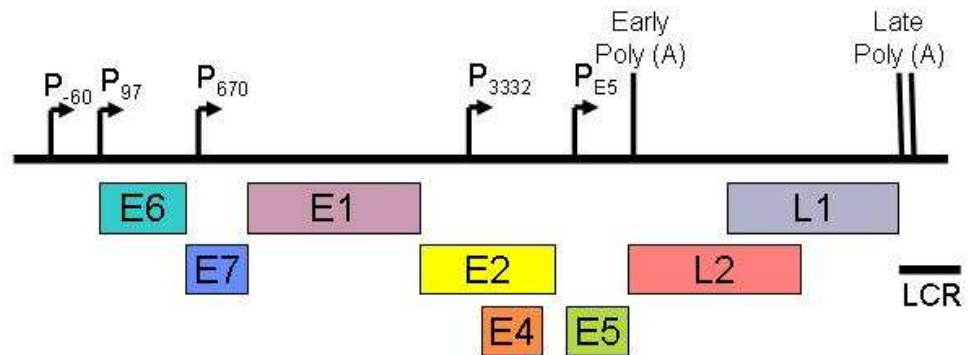 Early
Poly (A)
Late
Poly (A)
P-60
P97
P670
P3332
PE5
E6
E1
L1
E7
E2
L2
LCR
E4
E5